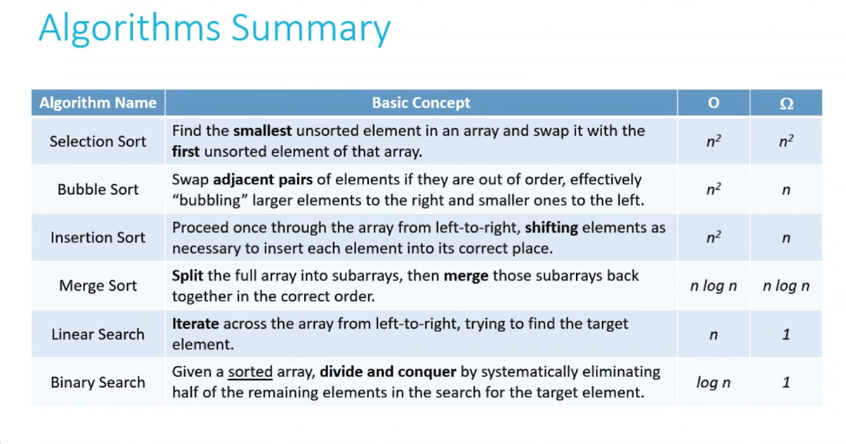 Algorithms Summary
Algorithm Name Basic Concept O Ω
Selection Sort
Find the smallest unsorted element in an array and swap it with the
first unsorted element of that array.
n² n²
Bubble Sort
Swap adjacent pairs of elements if they are out of order, effectively
“bubbling” larger elements to the right and smaller ones to the left.
n² n
Insertion Sort
Proceed once through the array from left-to-right, shifting elements as
necessary to insert each element into its correct place.
n² n
Merge Sort
Split the full array into subarrays, then merge those subarrays back
together in the correct order.
n log n n log n
Linear Search
Iterate across the array from left-to-right, trying to find the target
element.
n 1
Binary Search
Given a sorted array, divide and conquer by systematically eliminating
half of the remaining elements in the search for the target element.
log n 1